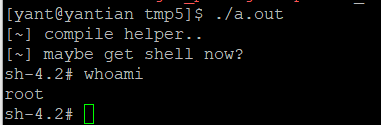 [yant@yantian tmp5]$ ./a.out
[~] compile helper..
[~] maybe get shell now?
sh-4.2# whoami
root
sh-4.2#